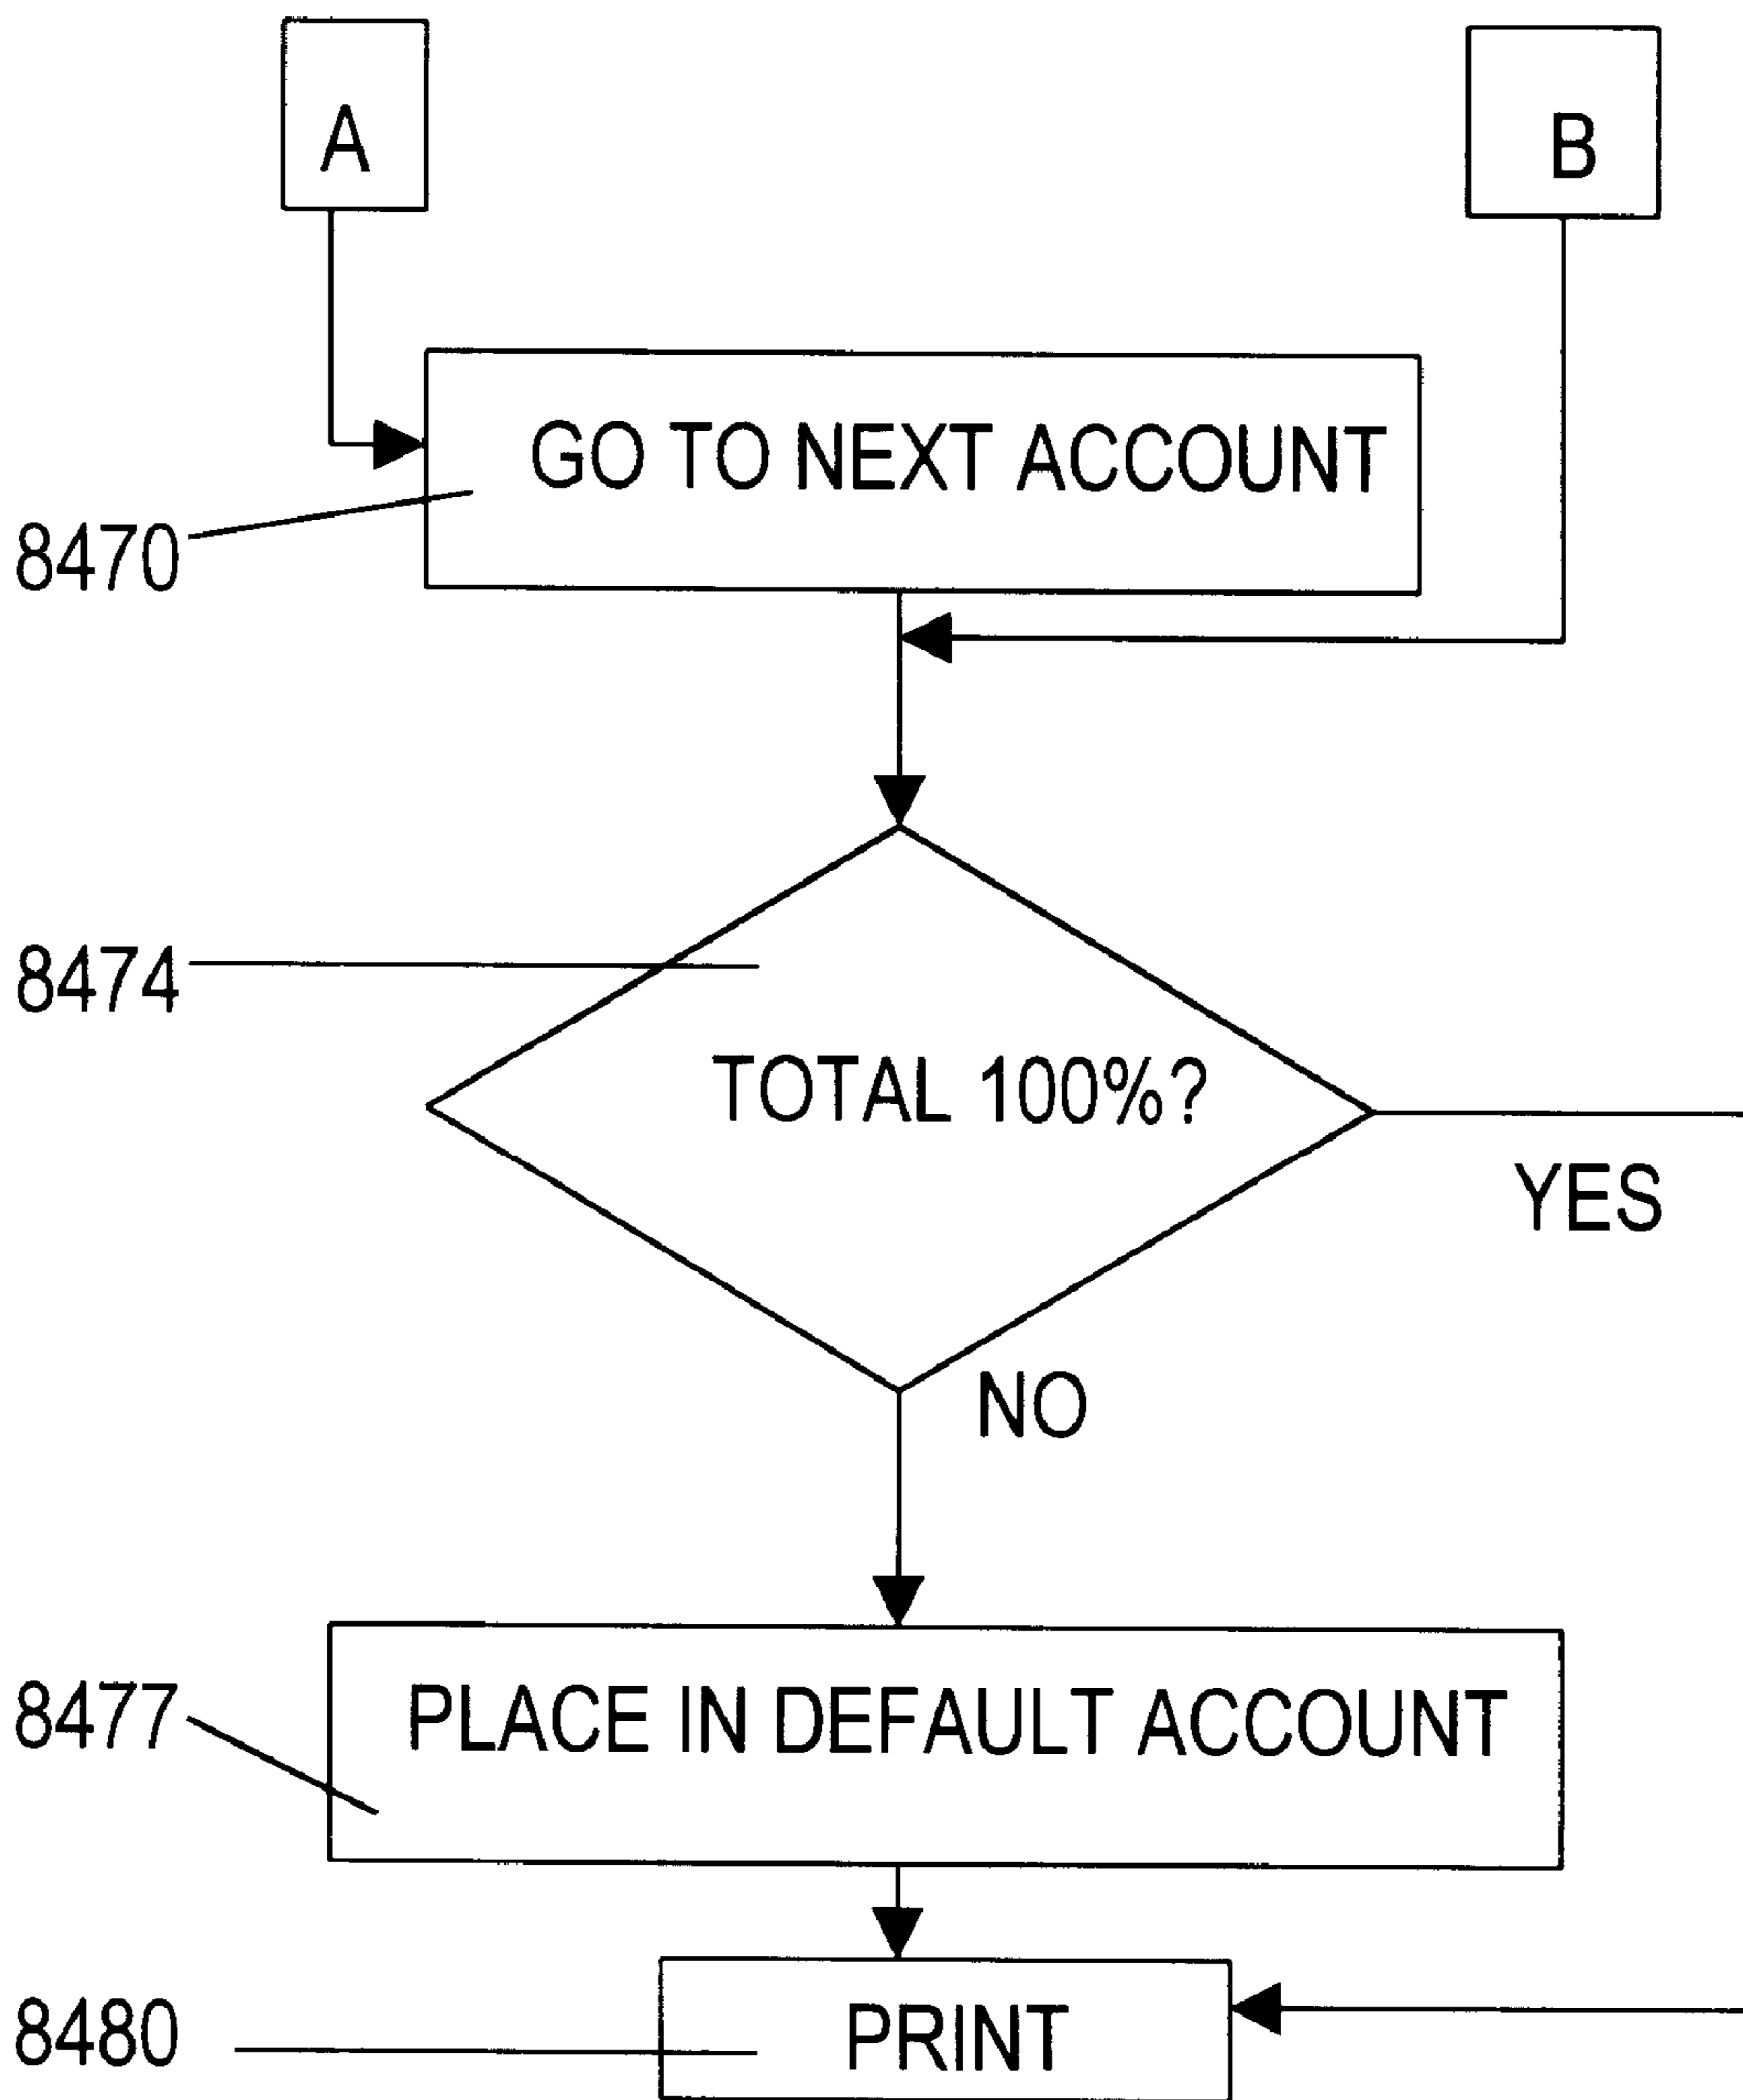 A
B
GO TO NEXT ACCOUNT
8470
8474
TOTAL 100%?
YES
NO
8477
PLACE IN DEFAULT ACCOUNT
8480
PRINT